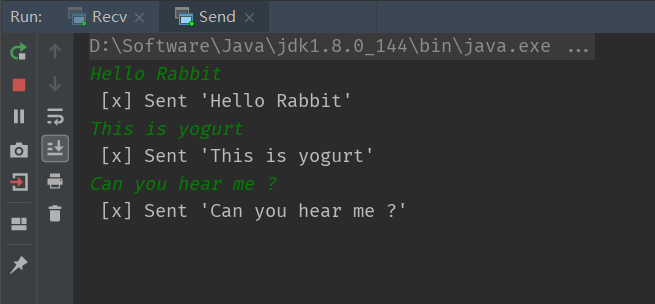 Run: Recv × Send ×
D:\Software\Java\jdk1.8.0_144\bin\java.exe ...
Hello Rabbit
 [x] Sent 'Hello Rabbit'
This is yogurt
 [x] Sent 'This is yogurt'
Can you hear me ?
 [x] Sent 'Can you hear me ?'